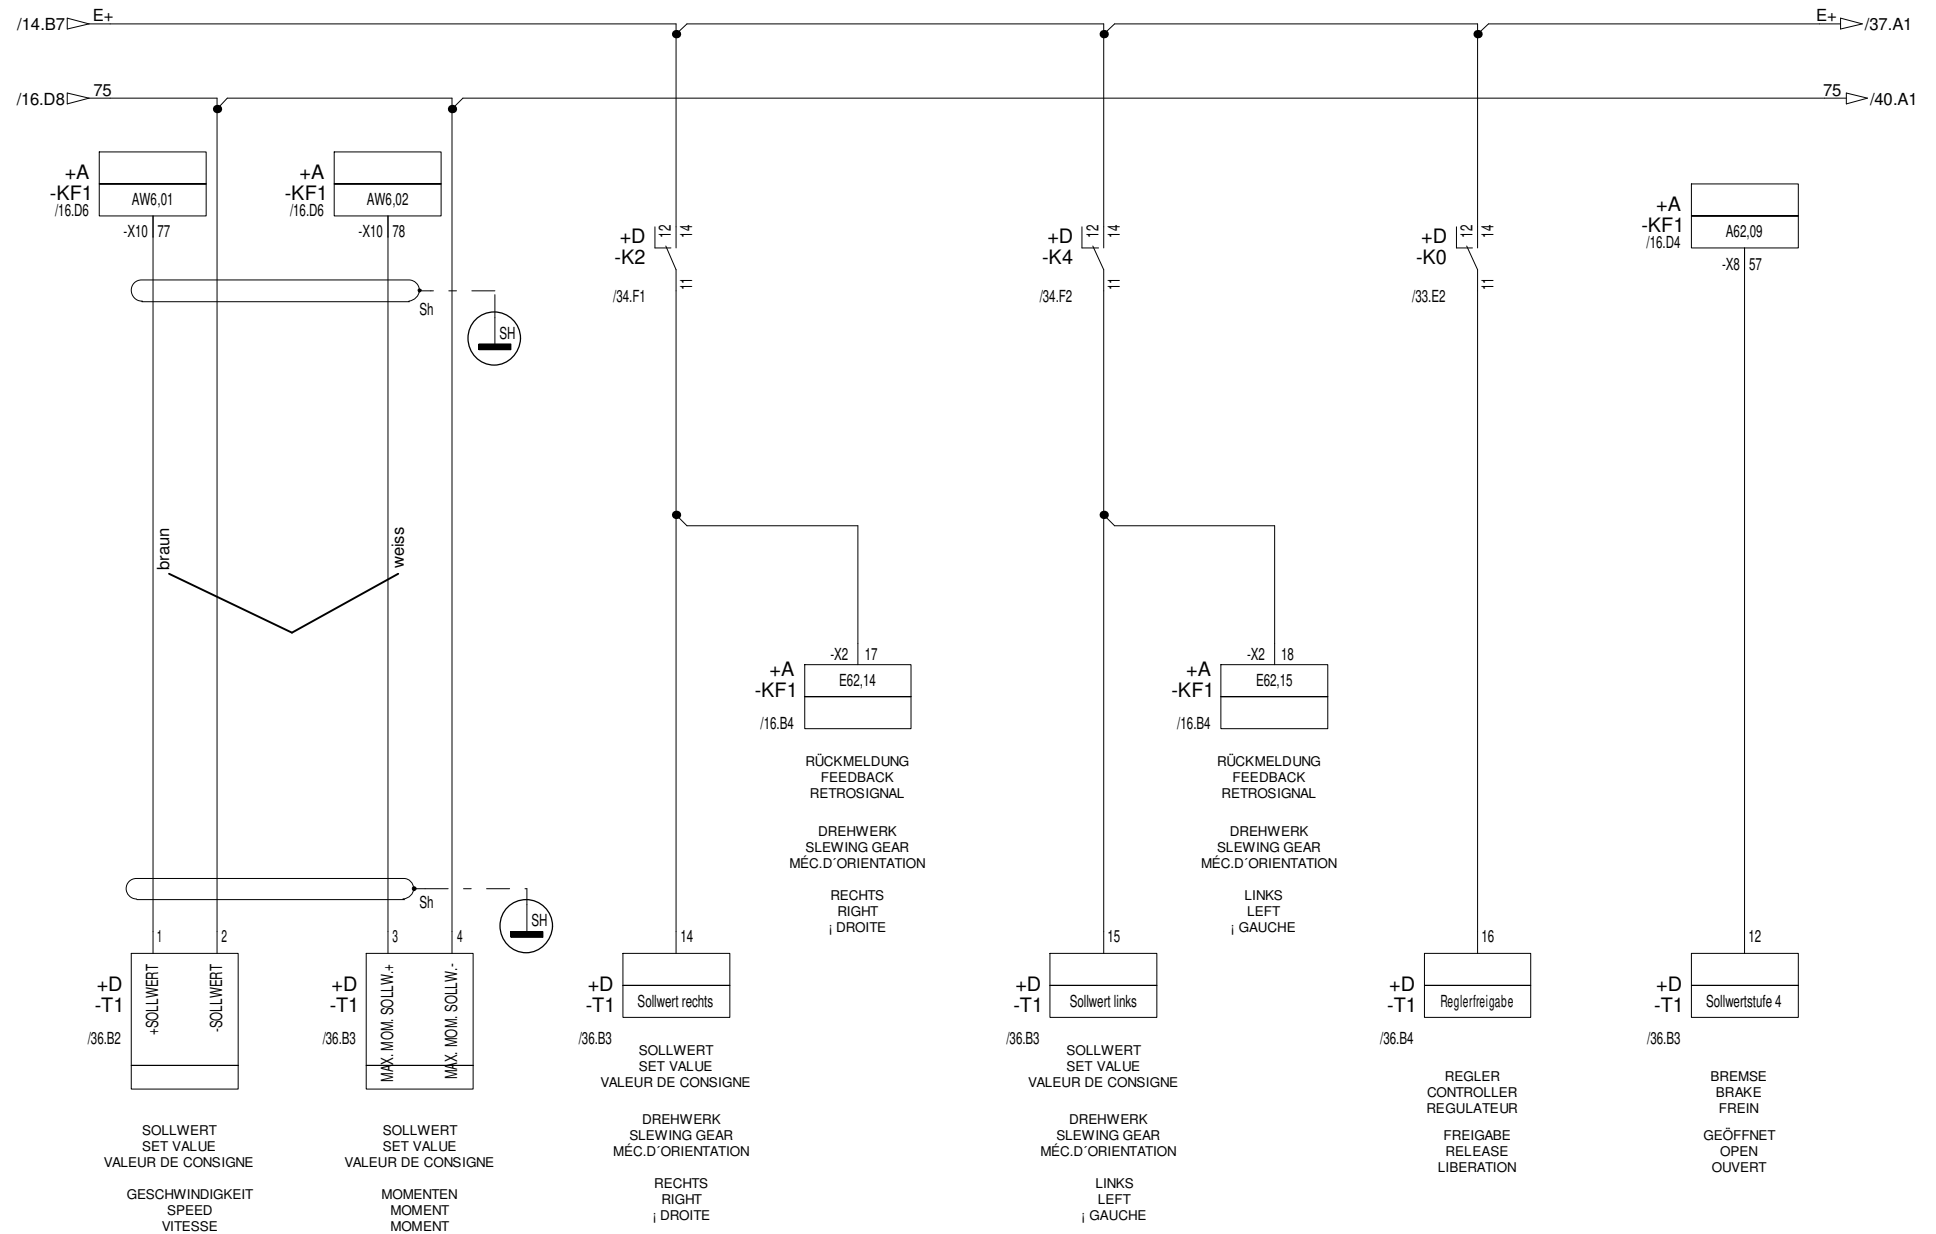 /14.B7 E+ E+ /37.A1
/16.D8 75 75 /40.A1
+A
-KF1
/16.D6
AW6,01
-X10 77
+A
-KF1
/16.D6
AW6,02
-X10 78
Sh
SH
braun
weiss
Sh
SH
1 2
+D
-T1
/36.B2
+SOLLWERT
-SOLLWERT
SOLLWERT
SET VALUE
VALEUR DE CONSIGNE
GESCHWINDIGKEIT
SPEED
VITESSE
3 4
+D
-T1
/36.B3
MAX. MOM. SOLLW.+
MAX. MOM. SOLLW.-
SOLLWERT
SET VALUE
VALEUR DE CONSIGNE
MOMENTEN
MOMENT
MOMENT
+D
-K2
/34.F1
12 14
11
-X2 17
+A
-KF1
/16.B4
E62,14
RÜCKMELDUNG
FEEDBACK
RETROSIGNAL
DREHWERK
SLEWING GEAR
MÉC.D´ORIENTATION
RECHTS
RIGHT
¡ DROITE
14
+D
-T1
/36.B3
Sollwert rechts
SOLLWERT
SET VALUE
VALEUR DE CONSIGNE
DREHWERK
SLEWING GEAR
MÉC.D´ORIENTATION
RECHTS
RIGHT
¡ DROITE
+D
-K4
/34.F2
12 14
11
-X2 18
+A
-KF1
/16.B4
E62,15
RÜCKMELDUNG
FEEDBACK
RETROSIGNAL
DREHWERK
SLEWING GEAR
MÉC.D´ORIENTATION
LINKS
LEFT
¡ GAUCHE
15
+D
-T1
/36.B3
Sollwert links
SOLLWERT
SET VALUE
VALEUR DE CONSIGNE
DREHWERK
SLEWING GEAR
MÉC.D´ORIENTATION
LINKS
LEFT
¡ GAUCHE
+D
-K0
/33.E2
12 14
11
16
+D
-T1
/36.B4
Reglerfreigabe
REGLER
CONTROLLER
REGULATEUR
FREIGABE
RELEASE
LIBERATION
+A
-KF1
/16.D4
A62,09
-X8 57
12
+D
-T1
/36.B3
Sollwertstufe 4
BREMSE
BRAKE
FREIN
GEÖFFNET
OPEN
OUVERT